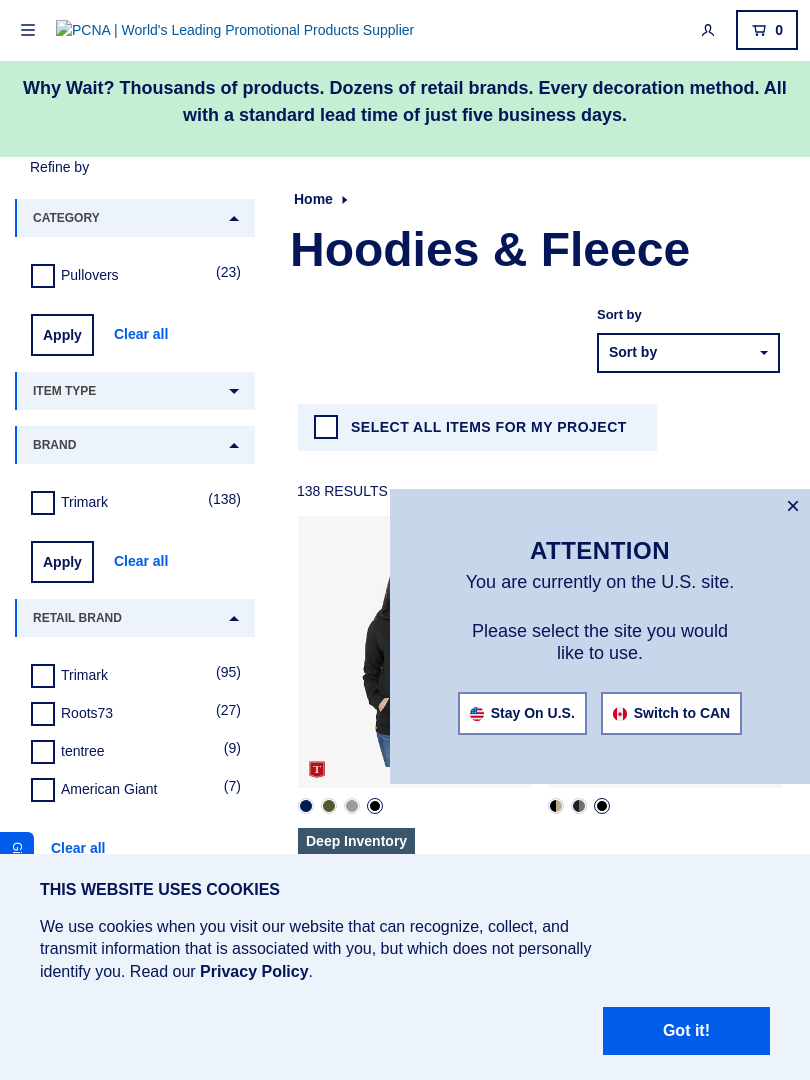 PCNA | World's Leading Promotional Products Supplier
0
Why Wait? Thousands of products. Dozens of retail brands. Every decoration method. All
with a standard lead time of just five business days.
Refine by
CATEGORY
Pullovers (23)
Apply Clear all
ITEM TYPE
BRAND
Trimark (138)
Apply Clear all
RETAIL BRAND
Trimark (95)
Roots73 (27)
tentree (9)
American Giant (7)
Clear all
Home
Hoodies & Fleece
Sort by
Sort by
SELECT ALL ITEMS FOR MY PROJECT
138 RESULTS
T
Deep Inventory
×
ATTENTION
You are currently on the U.S. site.
Please select the site you would
like to use.
Stay On U.S. Switch to CAN
THIS WEBSITE USES COOKIES
We use cookies when you visit our website that can recognize, collect, and
transmit information that is associated with you, but which does not personally
identify you. Read our Privacy Policy.
Got it!